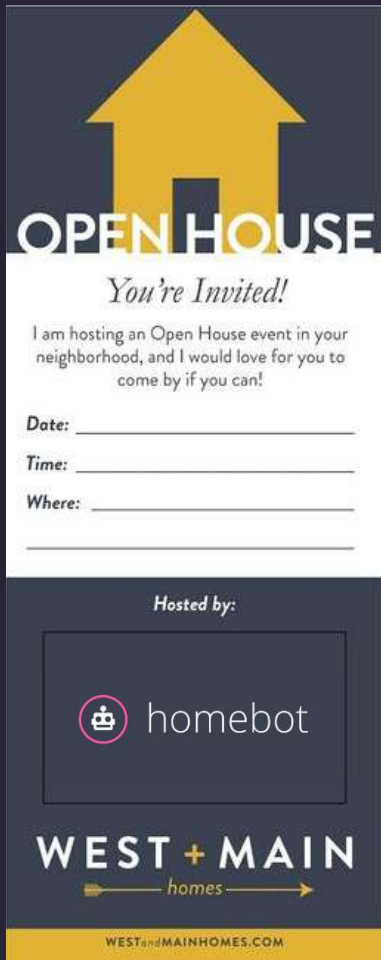 OPEN HOUSE
You're Invited!
I am hosting an Open House event in your
neighborhood, and I would love for you to
come by if you can!
Date:
Time:
Where:
Hosted by:
homebot
WEST + MAIN
homes
WESTandMAINHOMES.COM